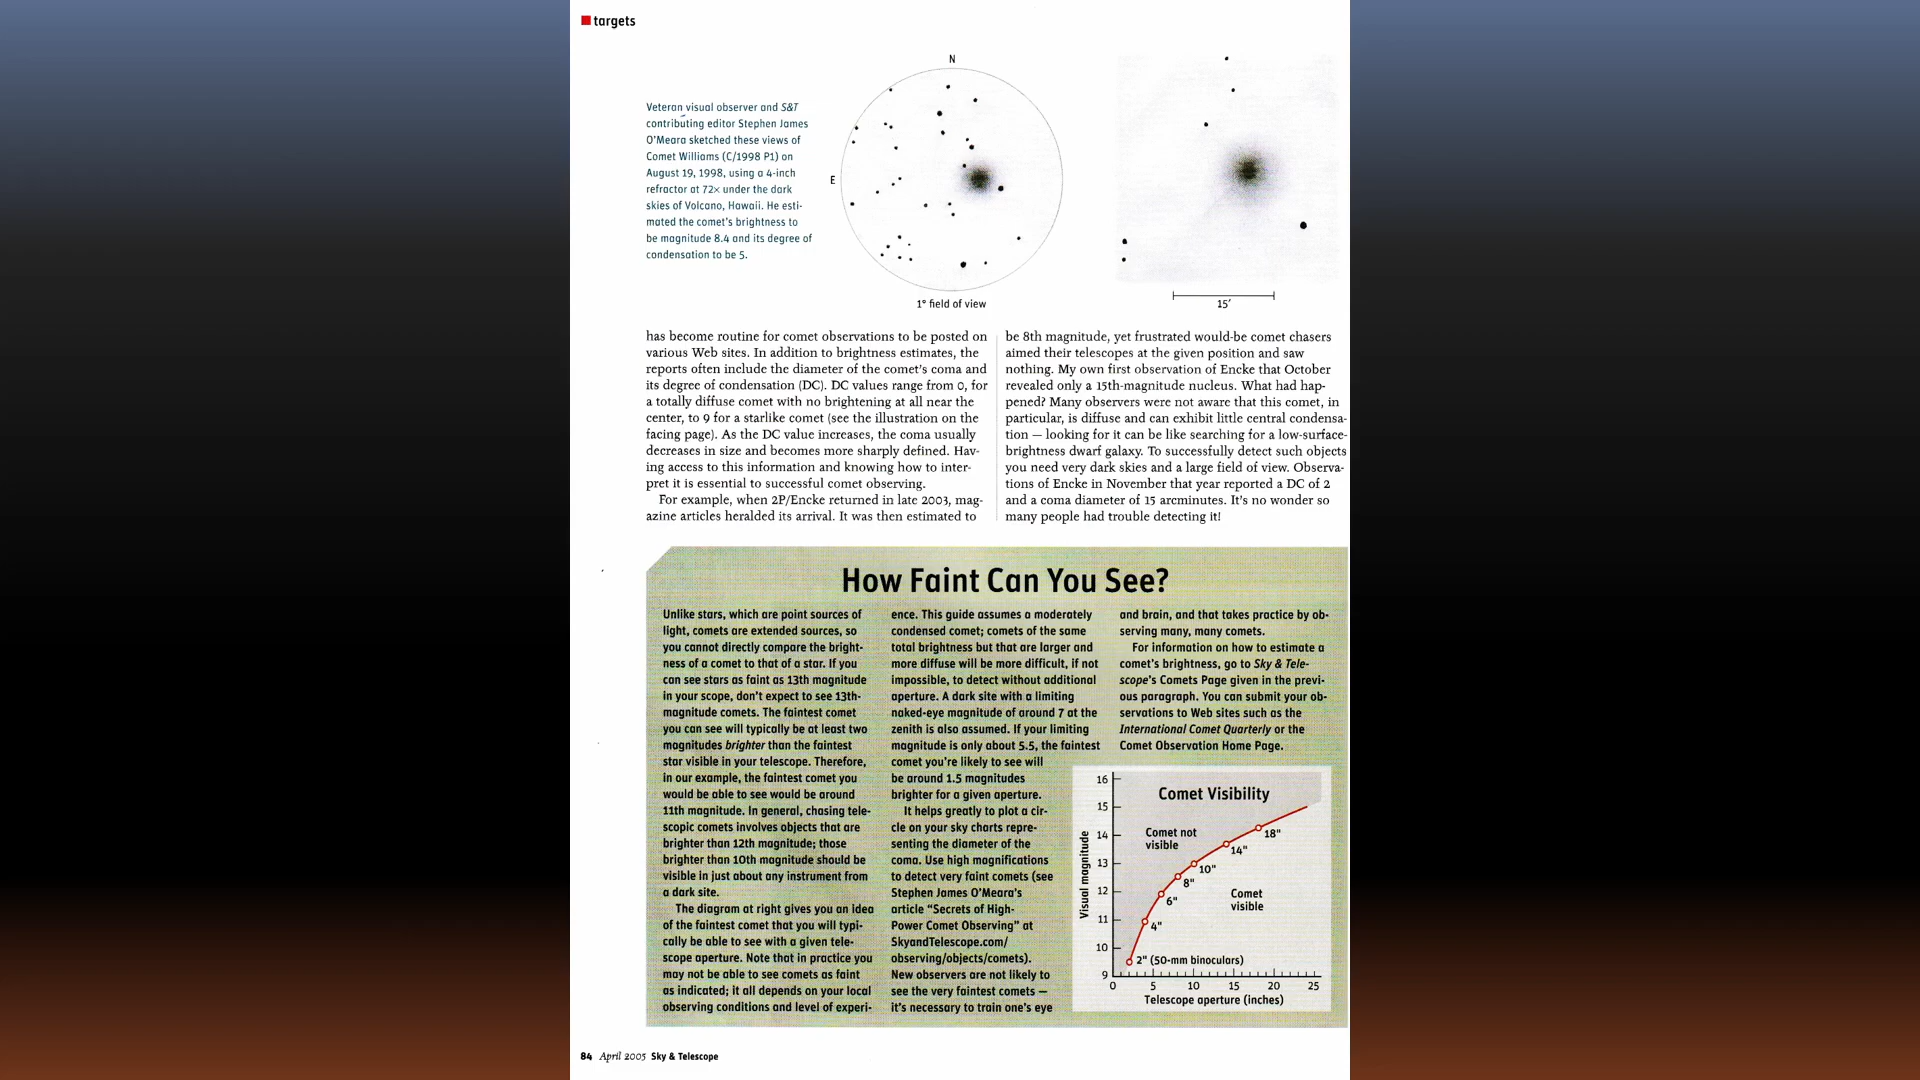 targets
Veteran visual observer and S&T
contributing editor Stephen James
O'Meara sketched these views of
Comet Williams (C/1998 P1) on
August 19, 1998, using a 4-inch
refractor at 72× under the dark
skies of Volcano, Hawaii. He esti-
mated the comet's brightness to
be magnitude 8.4 and its degree of
condensation to be 5.
N
E
1° field of view
15′
has become routine for comet observations to be posted on
various Web sites. In addition to brightness estimates, the
reports often include the diameter of the comet's coma and
its degree of condensation (DC). DC values range from 0, for
a totally diffuse comet with no brightening at all near the
center, to 9 for a starlike comet (see the illustration on the
facing page). As the DC value increases, the coma usually
decreases in size and becomes more sharply defined. Hav-
ing access to this information and knowing how to inter-
pret it is essential to successful comet observing.
For example, when 2P/Encke returned in late 2003, mag-
azine articles heralded its arrival. It was then estimated to
be 8th magnitude, yet frustrated would-be comet chasers
aimed their telescopes at the given position and saw
nothing. My own first observation of Encke that October
revealed only a 15th-magnitude nucleus. What had hap-
pened? Many observers were not aware that this comet, in
particular, is diffuse and can exhibit little central condensa-
tion — looking for it can be like searching for a low-surface-
brightness dwarf galaxy. To successfully detect such objects
you need very dark skies and a large field of view. Observa-
tions of Encke in November that year reported a DC of 2
and a coma diameter of 15 arcminutes. It's no wonder so
many people had trouble detecting it!
How Faint Can You See?
Unlike stars, which are point sources of
light, comets are extended sources, so
you cannot directly compare the bright-
ness of a comet to that of a star. If you
can see stars as faint as 13th magnitude
in your scope, don't expect to see 13th-
magnitude comets. The faintest comet
you can see will typically be at least two
magnitudes brighter than the faintest
star visible in your telescope. Therefore,
in our example, the faintest comet you
would be able to see would be around
11th magnitude. In general, chasing tele-
scopic comets involves objects that are
brighter than 12th magnitude; those
brighter than 10th magnitude should be
visible in just about any instrument from
a dark site.
The diagram at right gives you an idea
of the faintest comet that you will typi-
cally be able to see with a given tele-
scope aperture. Note that in practice you
may not be able to see comets as faint
as indicated; it all depends on your local
observing conditions and level of experi-
ence. This guide assumes a moderately
condensed comet; comets of the same
total brightness but that are larger and
more diffuse will be more difficult, if not
impossible, to detect without additional
aperture. A dark site with a limiting
naked-eye magnitude of around 7 at the
zenith is also assumed. If your limiting
magnitude is only about 5.5, the faintest
comet you're likely to see will
be around 1.5 magnitudes
brighter for a given aperture.
It helps greatly to plot a cir-
cle on your sky charts repre-
senting the diameter of the
coma. Use high magnifications
to detect very faint comets (see
Stephen James O'Meara's
article "Secrets of High-
Power Comet Observing" at
SkyandTelescope.com/
observing/objects/comets).
New observers are not likely to
see the very faintest comets —
it's necessary to train one's eye
and brain, and that takes practice by ob-
serving many, many comets.
For information on how to estimate a
comet's brightness, go to Sky & Tele-
scope's Comets Page given in the previ-
ous paragraph. You can submit your ob-
servations to Web sites such as the
International Comet Quarterly or the
Comet Observation Home Page.
Comet Visibility
Visual magnitude
16
15
14
13
12
11
10
9
Comet not
visible
Comet
visible
18"
14"
10"
8"
6"
4"
2" (50-mm binoculars)
0 5 10 15 20 25
Telescope aperture (inches)
84 April 2005 Sky & Telescope